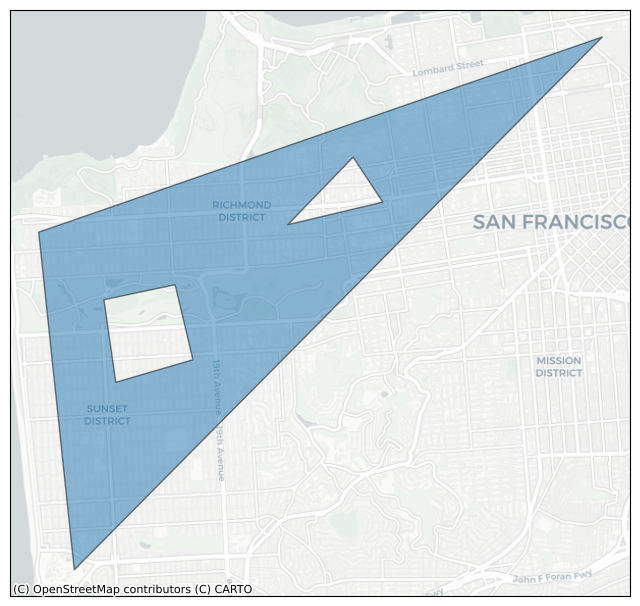 Lombard Street
RICHMOND
DISTRICT
SAN FRANCISCO
MISSION
DISTRICT
19th Avenue
SUNSET
DISTRICT
19th Avenue
John F Foran Fwy
Fwy
(C) OpenStreetMap contributors (C) CARTO